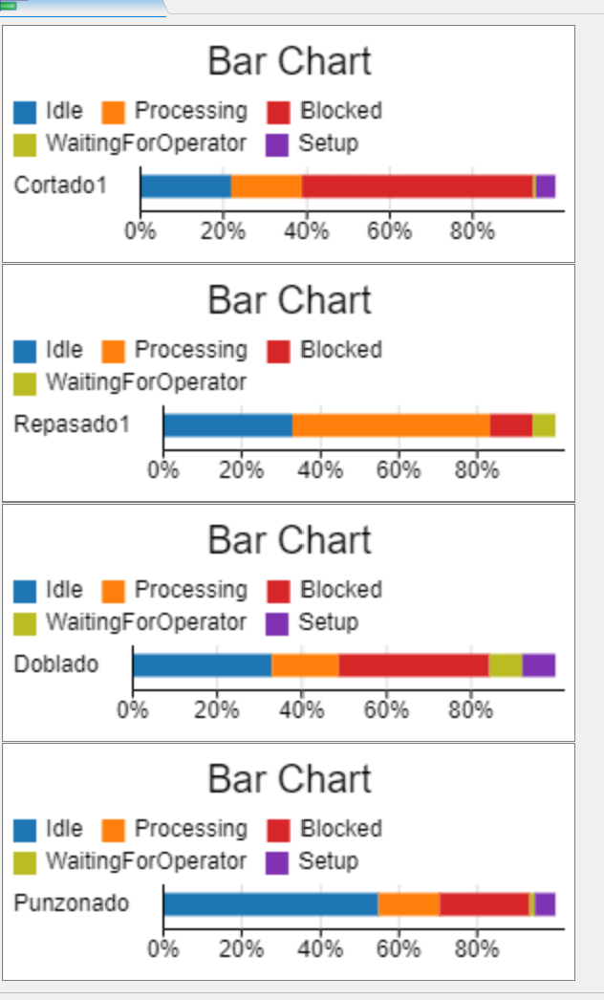 Bar Chart
Idle Processing Blocked
WaitingForOperator Setup
Cortado1
0% 20% 40% 60% 80%
Bar Chart
Idle Processing Blocked
WaitingForOperator
Repasado1
0% 20% 40% 60% 80%
Bar Chart
Idle Processing Blocked
WaitingForOperator Setup
Doblado
0% 20% 40% 60% 80%
Bar Chart
Idle Processing Blocked
WaitingForOperator Setup
Punzonado
0% 20% 40% 60% 80%